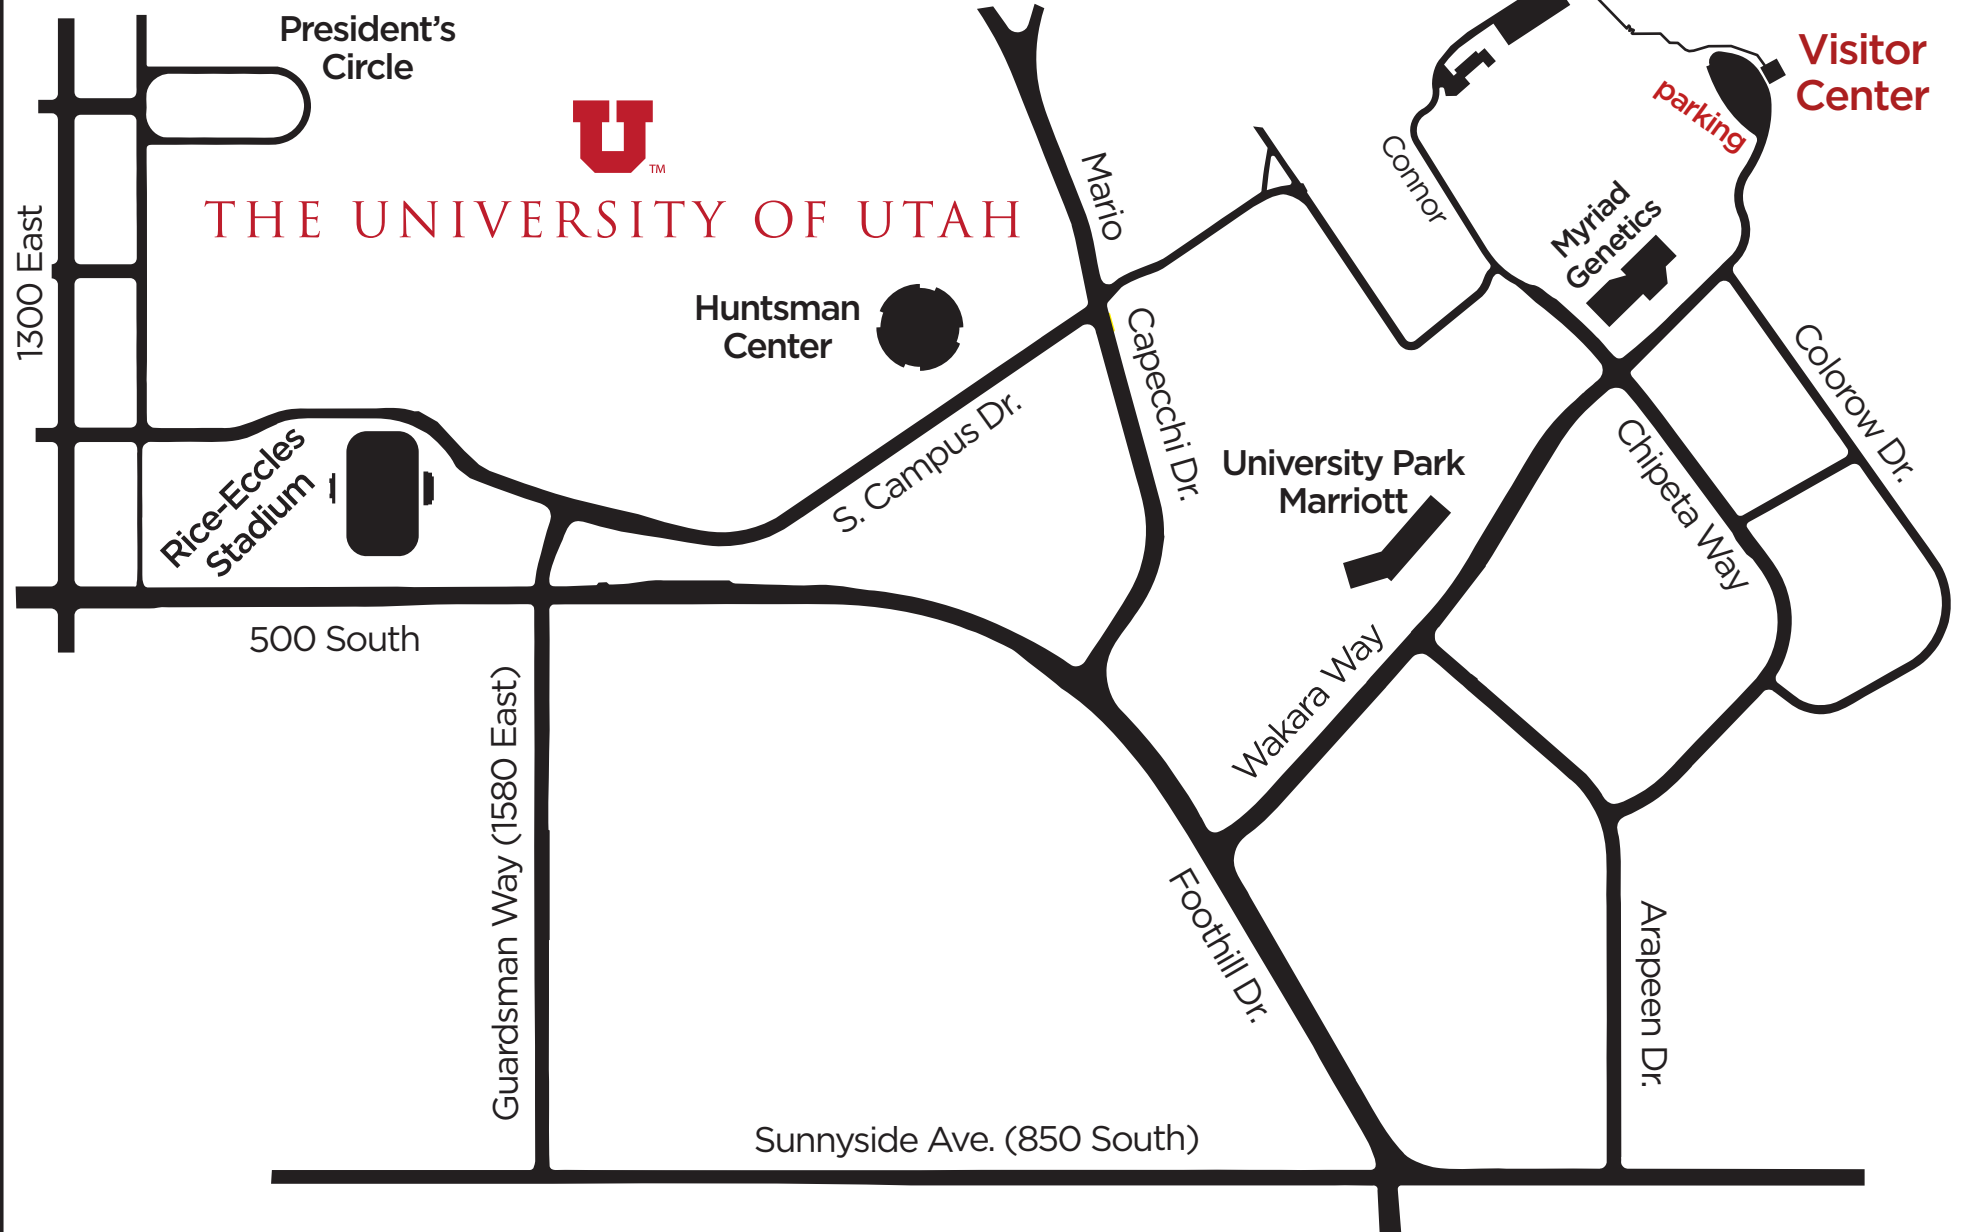 President's
Circle
Visitor
Center
parking
TM
THE UNIVERSITY OF UTAH
Mario
Connor
Myriad
Genetics
1300 East
Huntsman
Center
Capecchi Dr.
Colorow Dr.
S. Campus Dr.
University Park
Marriott
Chipeta Way
Rice-Eccles
Stadium
500 South
Wakara Way
Guardsman Way (1580 East)
Foothill Dr.
Arapeen Dr.
Sunnyside Ave. (850 South)